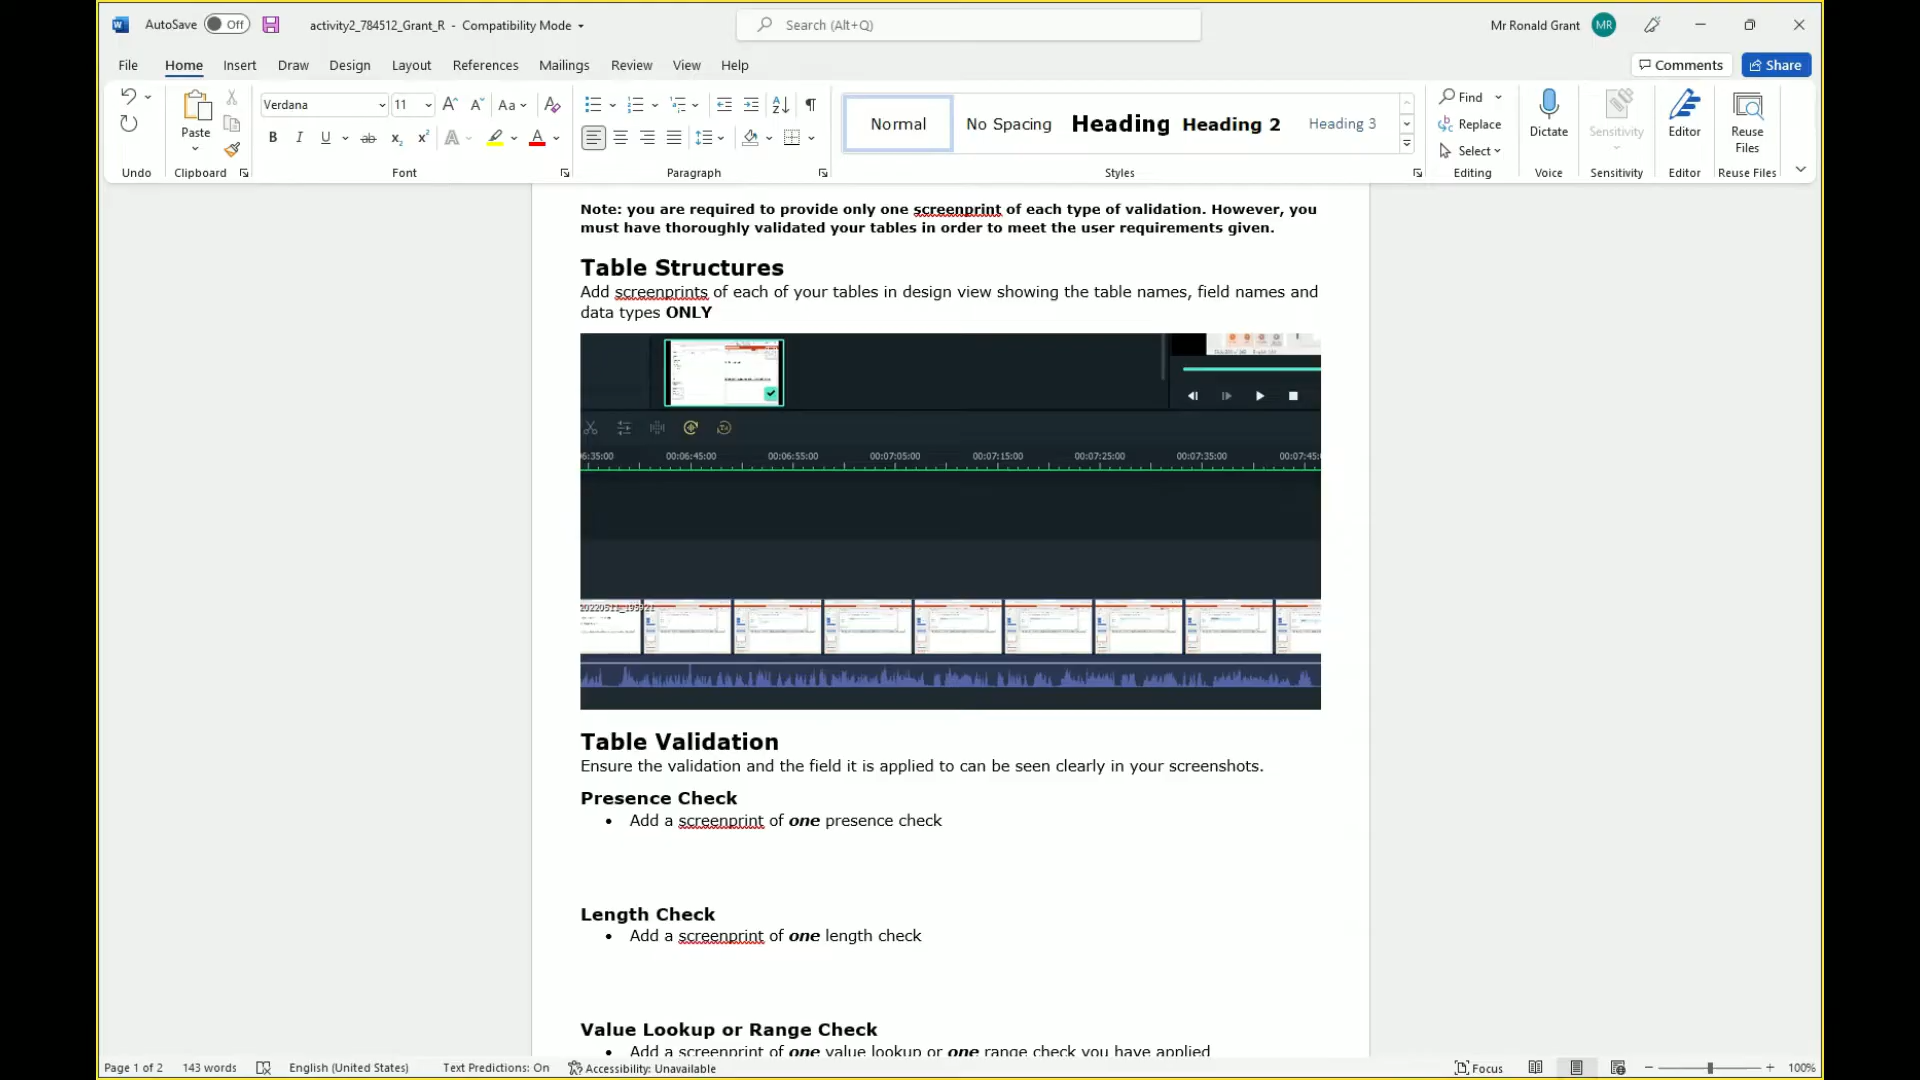 AutoSave Off activity2_784512_Grant_R - Compatibility Mode Search (Alt+Q) Mr Ronald Grant MR
File Home Insert Draw Design Layout References Mailings Review View Help Comments Share
Verdana 11 Aa
Paste
Normal No Spacing Heading Heading 2 Heading 3
Find
Replace
Select
Dictate Sensitivity Editor Reuse Files
Undo Clipboard Font Paragraph Styles Editing Voice Sensitivity Editor Reuse Files
Note: you are required to provide only one screenprint of each type of validation. However, you
must have thoroughly validated your tables in order to meet the user requirements given.
Table Structures
Add screenprints of each of your tables in design view showing the table names, field names and
data types ONLY
6:35:00 00:06:45:00 00:06:55:00 00:07:05:00 00:07:15:00 00:07:25:00 00:07:35:00 00:07:45:
Table Validation
Ensure the validation and the field it is applied to can be seen clearly in your screenshots.
Presence Check
• Add a screenprint of one presence check
Length Check
• Add a screenprint of one length check
Value Lookup or Range Check
• Add a screenprint of one value lookup or one range check you have applied
Page 1 of 2 143 words English (United States) Text Predictions: On Accessibility: Unavailable Focus 100%